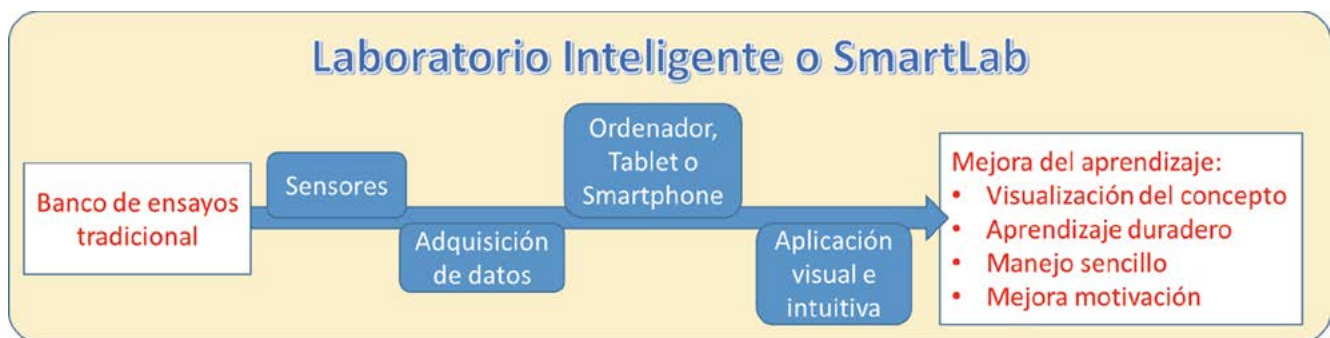 Laboratorio Inteligente o SmartLab
Banco de ensayos
tradicional
Sensores
Adquisición
de datos
Ordenador,
Tablet o
Smartphone
Aplicación
visual e
intuitiva
Mejora del aprendizaje:
• Visualización del concepto
• Aprendizaje duradero
• Manejo sencillo
• Mejora motivación